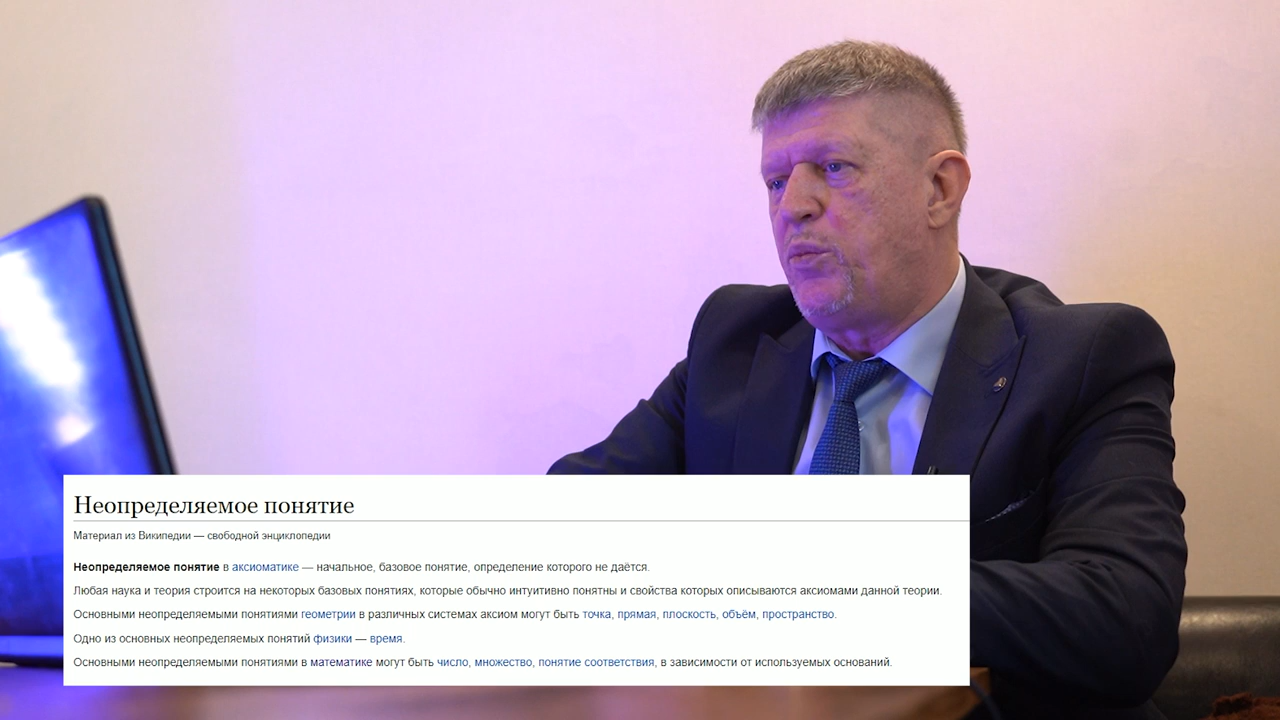 Неопределяемое понятие
Материал из Википедии — свободной энциклопедии
Неопределяемое понятие в аксиоматике — начальное, базовое понятие, определение которого не даётся.
Любая наука и теория строится на некоторых базовых понятиях, которые обычно интуитивно понятны и свойства которых описываются аксиомами данной теории.
Основными неопределяемыми понятиями геометрии в различных системах аксиом могут быть точка, прямая, плоскость, объём, пространство.
Одно из основных неопределяемых понятий физики — время.
Основными неопределяемыми понятиями в математике могут быть число, множество, понятие соответствия, в зависимости от используемых оснований.